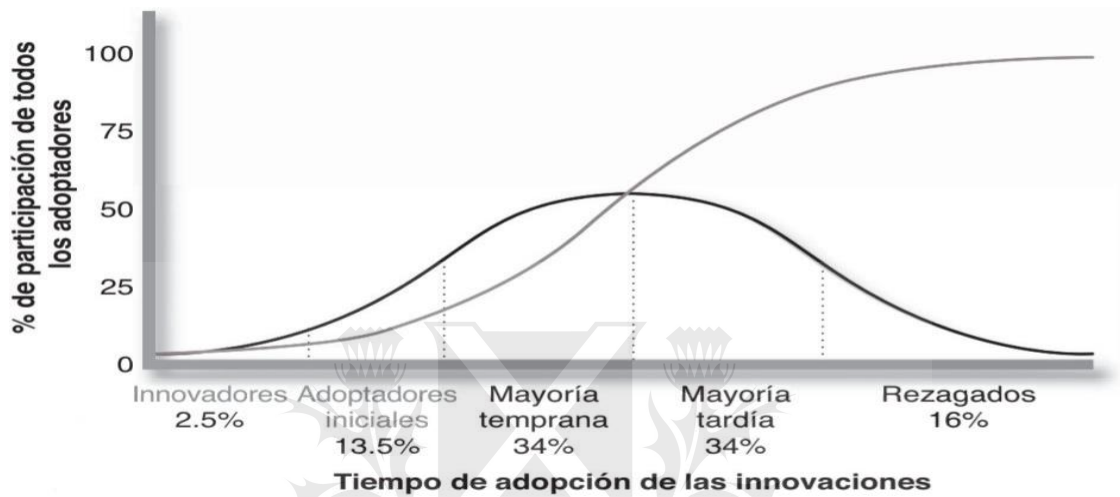 % de participación de todos
los adoptadores
100
75
50
25
0
Innovadores
2.5%
Adoptadores
iniciales
13.5%
Mayoría
temprana
34%
Mayoría
tardía
34%
Rezagados
16%
Tiempo de adopción de las innovaciones